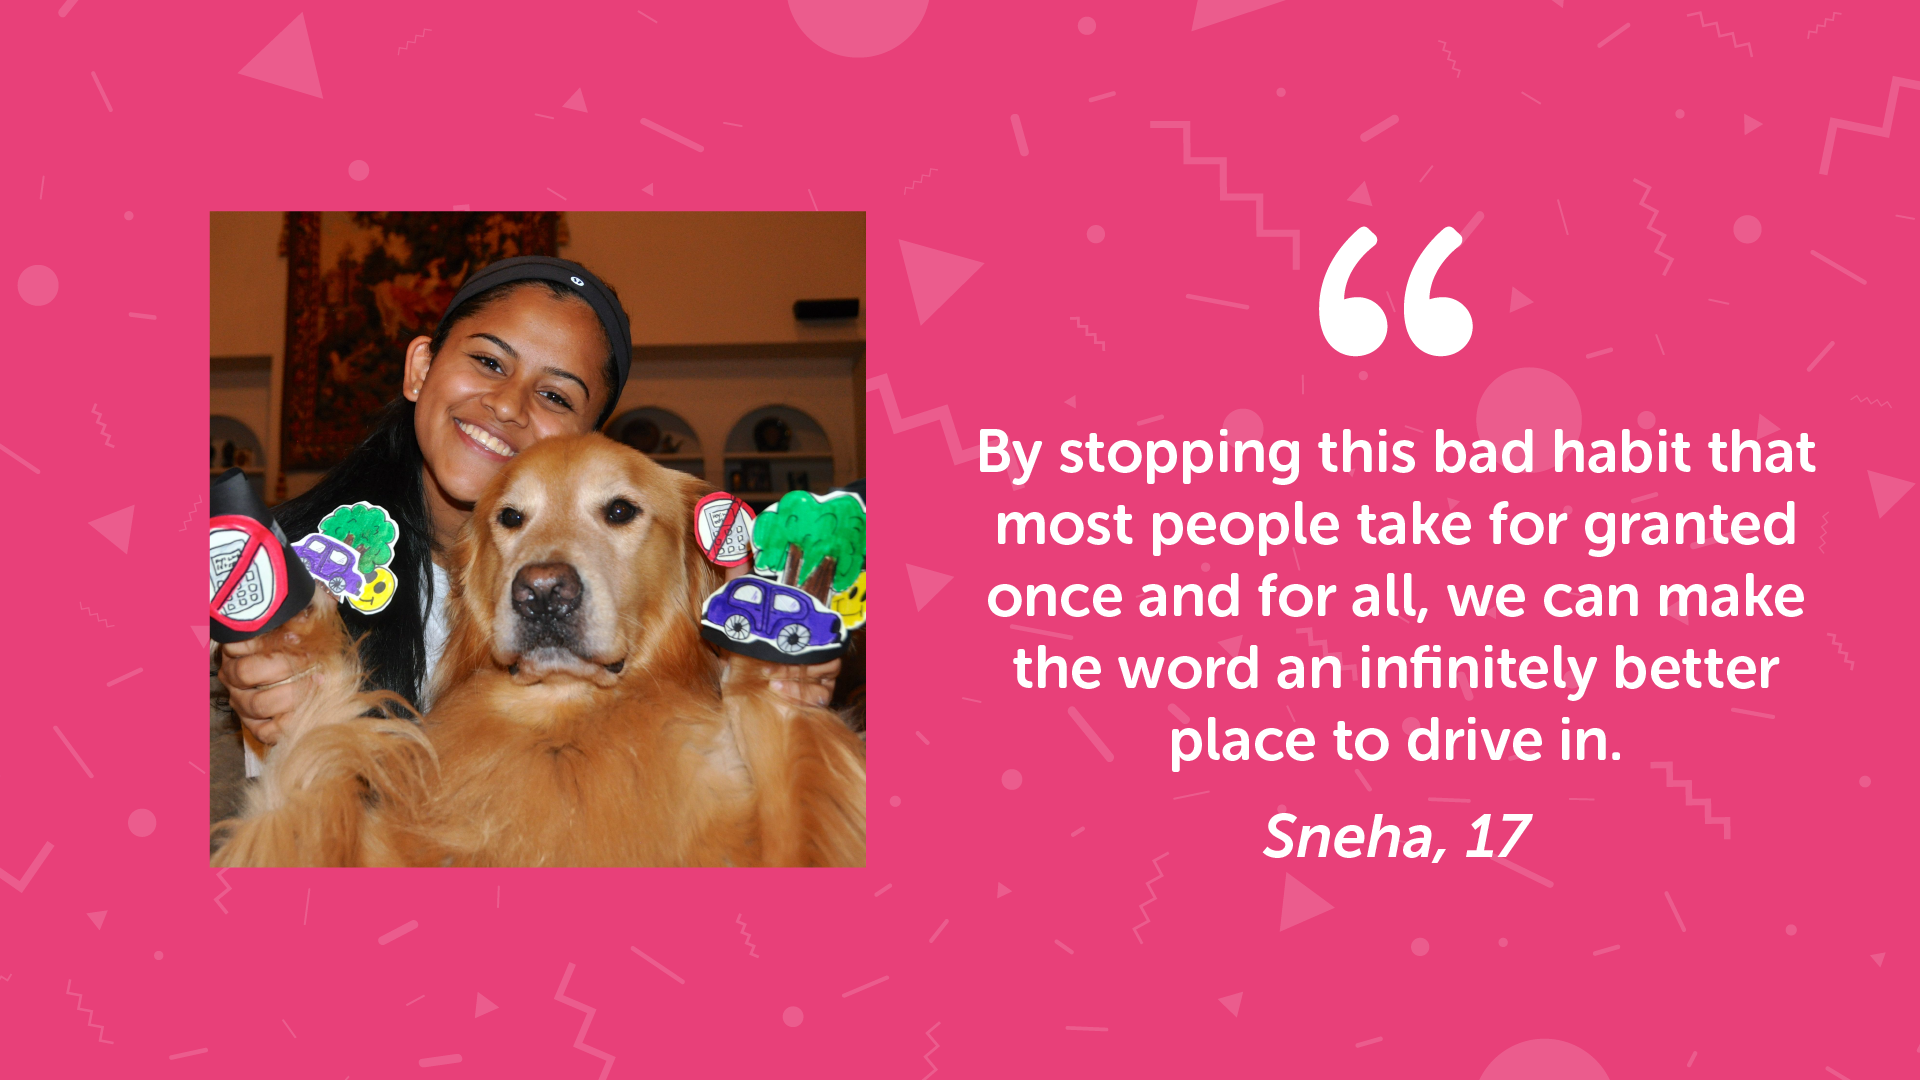 “
By stopping this bad habit that
most people take for granted
once and for all, we can make
the word an infinitely better
place to drive in.
Sneha, 17